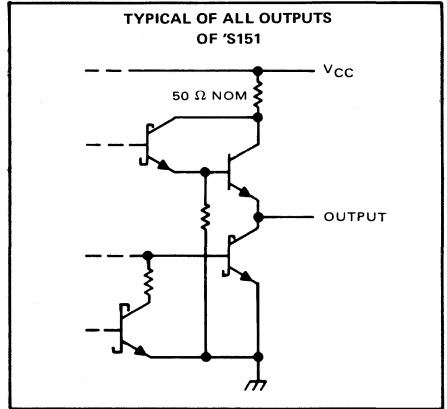 TYPICAL OF ALL OUTPUTS
OF 'S151
VCC
50 Ω NOM
OUTPUT